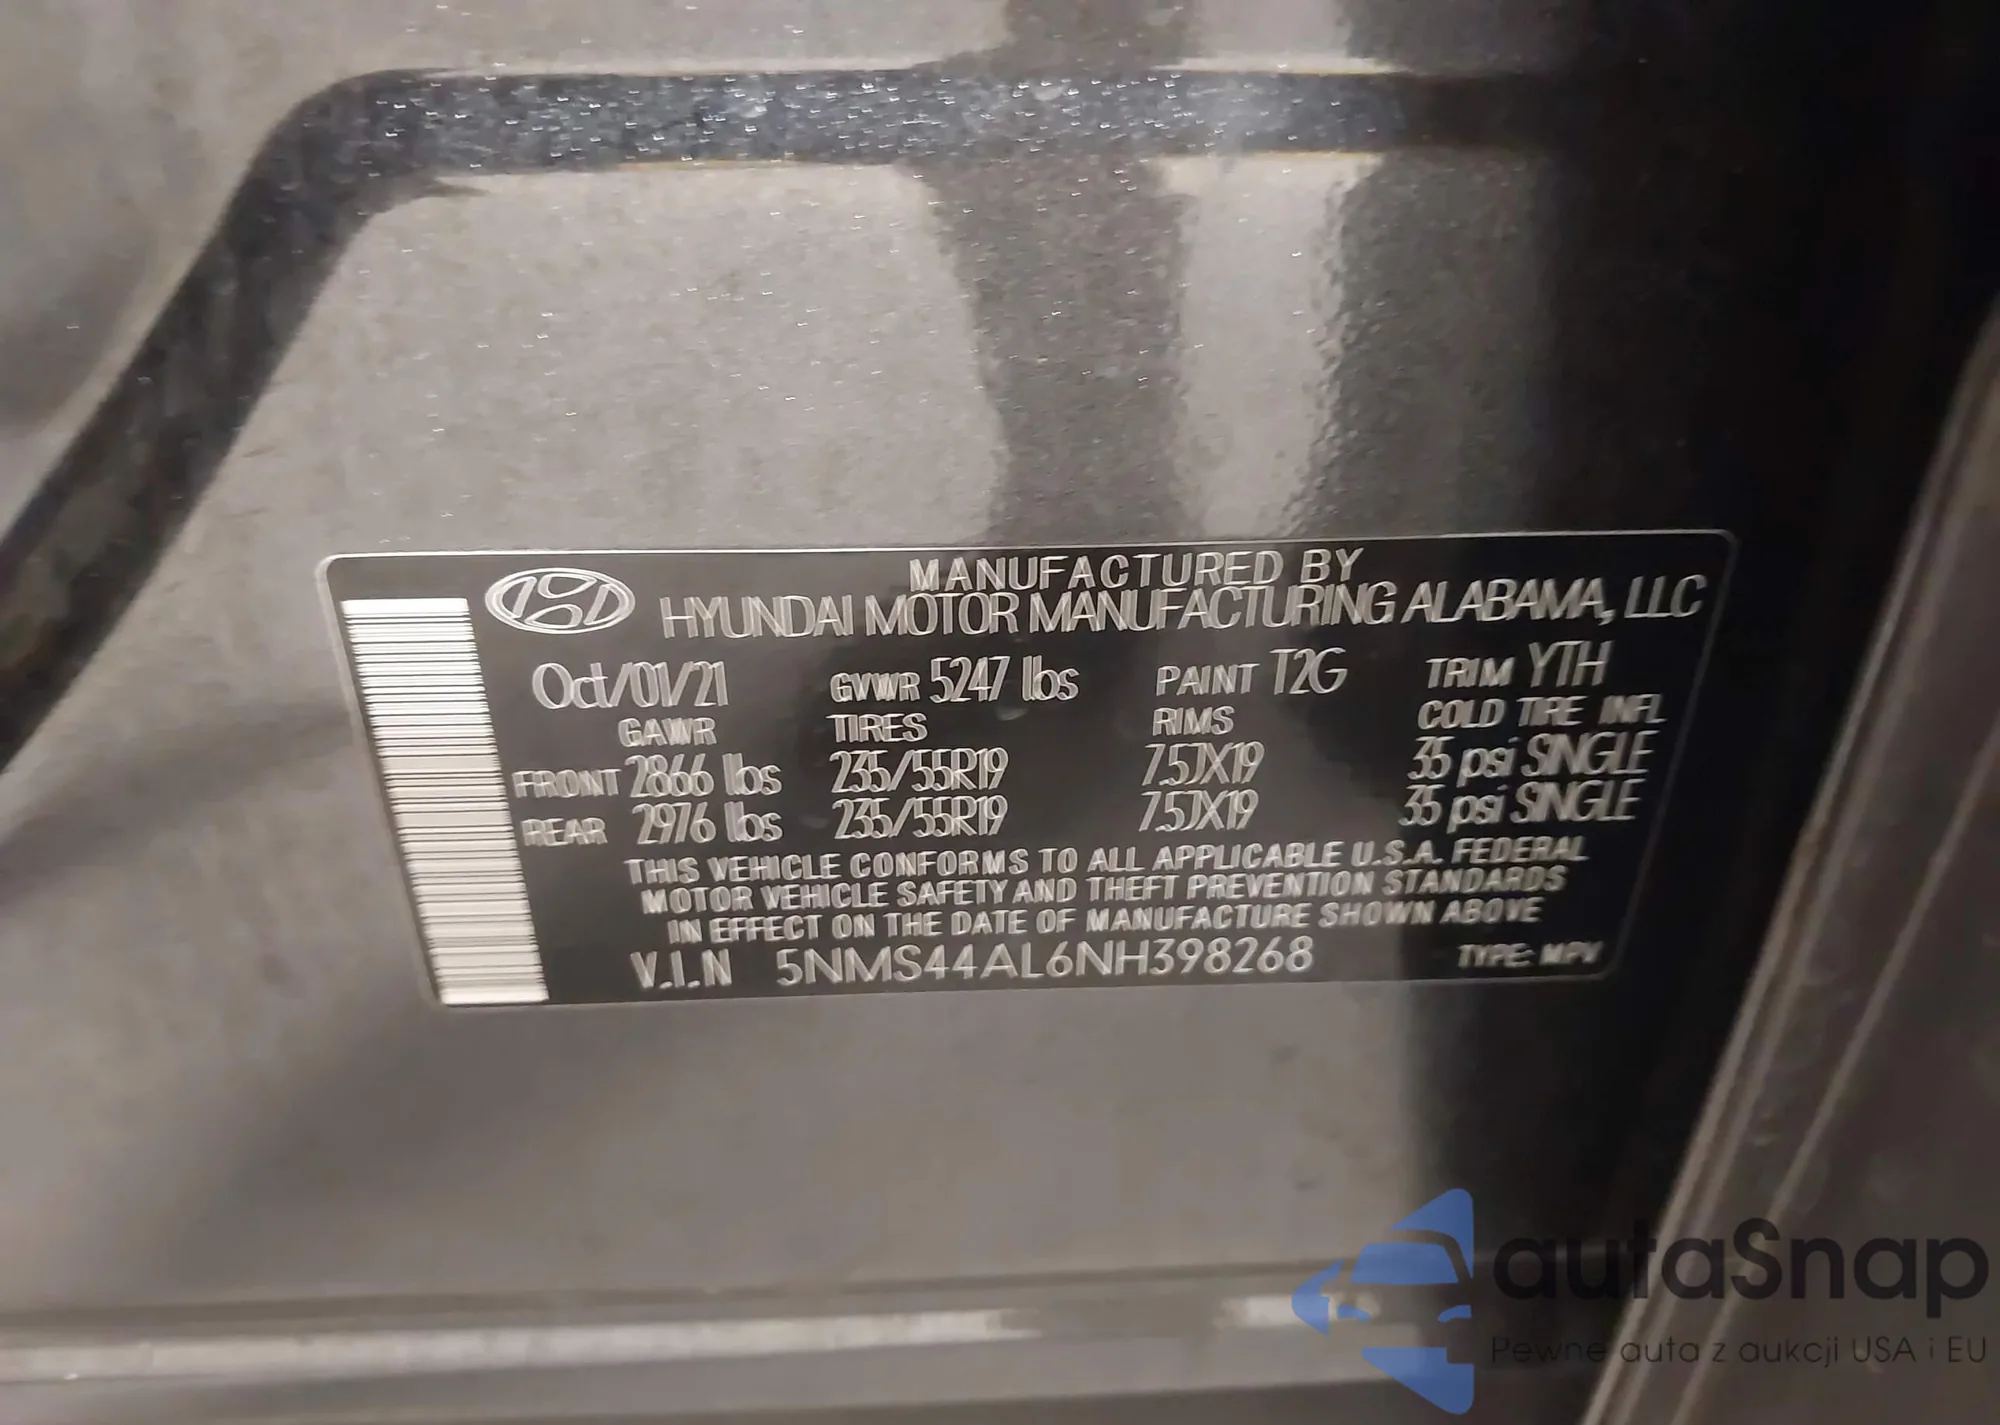 MANUFACTURED BY
HYUNDAI MOTOR MANUFACTURING ALABAMA, LLC
Oct/01/21 GVWR 5247 lbs PAINT T2G TRIM YTH
GAWR TIRES RIMS COLD TIRE INFL
FRONT 2866 lbs 235/55R19 7.5JX19 35 psi SINGLE
REAR 2976 lbs 235/55R19 7.5JX19 35 psi SINGLE
THIS VEHICLE CONFORMS TO ALL APPLICABLE U.S.A. FEDERAL
MOTOR VEHICLE SAFETY AND THEFT PREVENTION STANDARDS
IN EFFECT ON THE DATE OF MANUFACTURE SHOWN ABOVE
V.I.N 5NMS44AL6NH398268 TYPE: MPV
autaSnap
Pewne auta z aukcji USA i EU